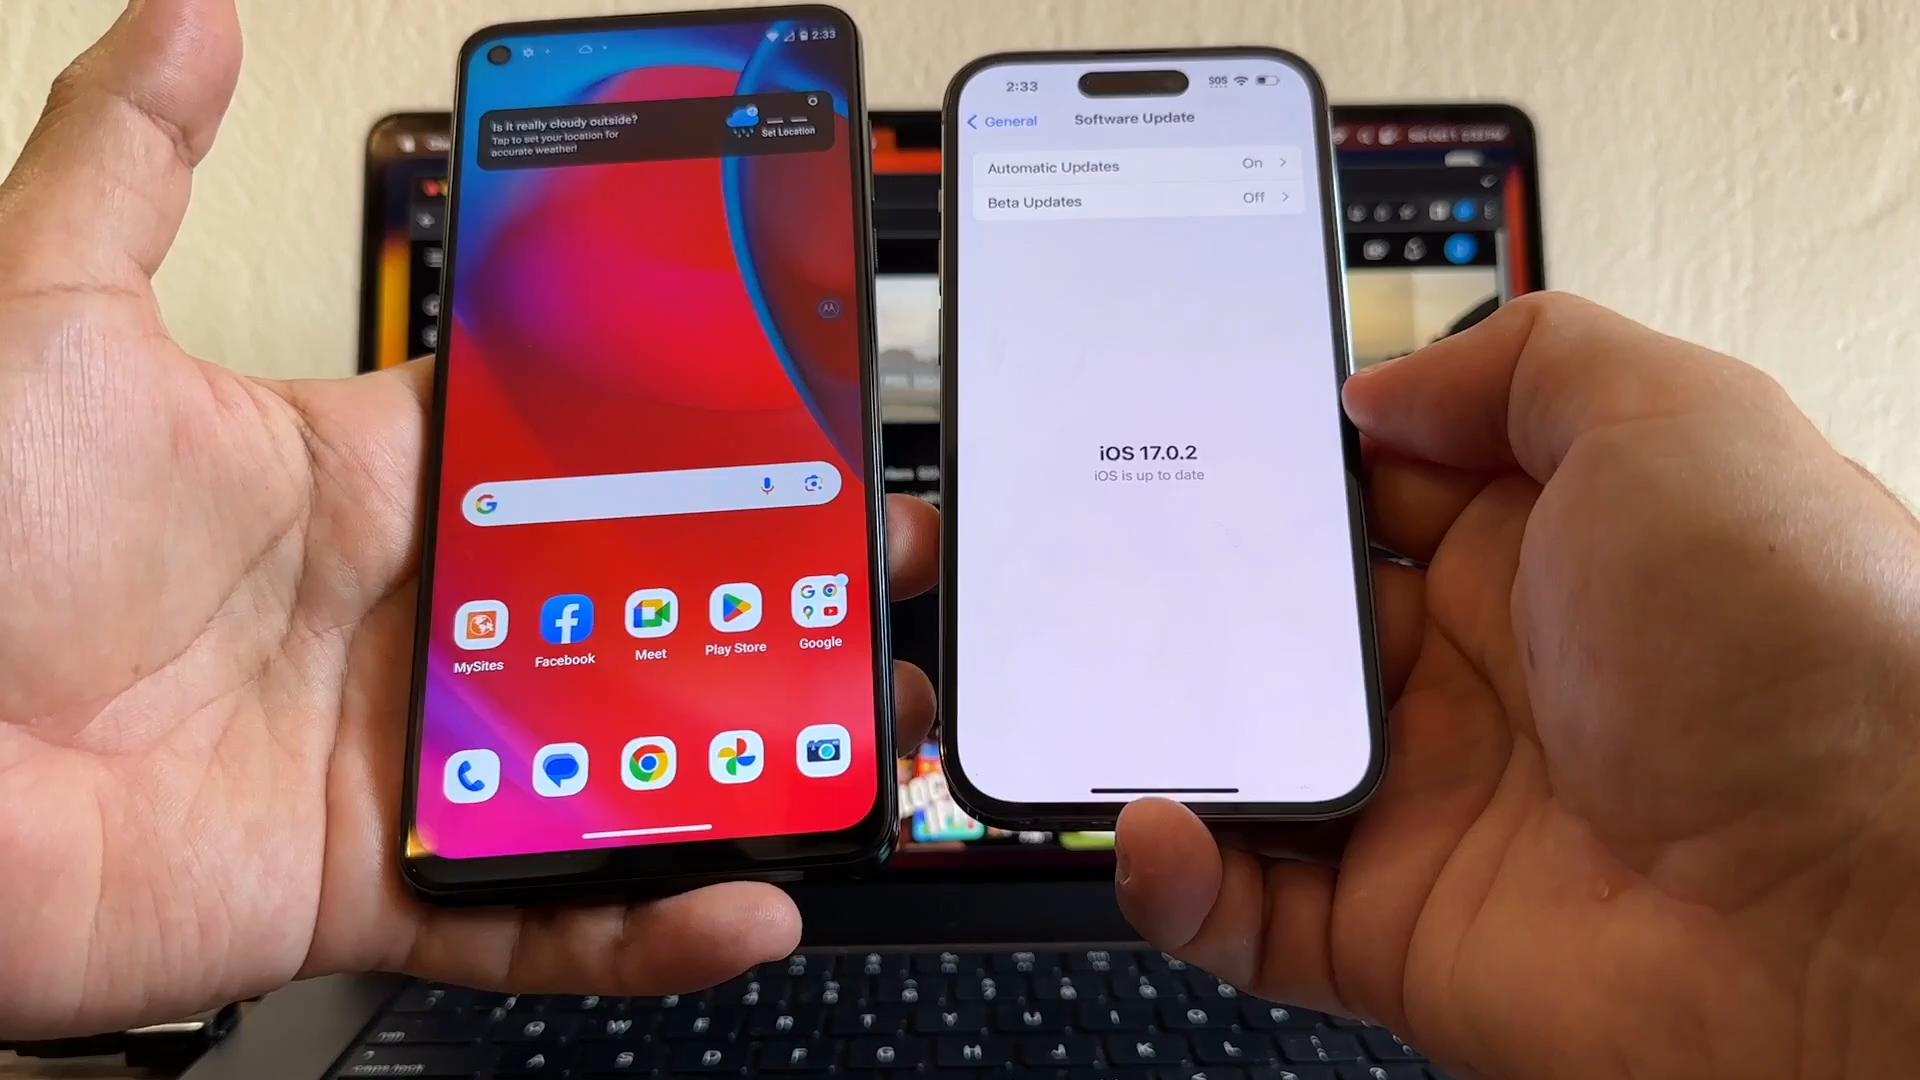 2:33
Is it really cloudy outside?
Tap to set your location for
accurate weather!
Set Location
MySites
Facebook
Meet
Play Store
Google
2:33
SOS
General
Software Update
Automatic Updates
On
Beta Updates
Off
iOS 17.0.2
iOS is up to date
W
T
Y
I
A
S
H
K
L
caps lock